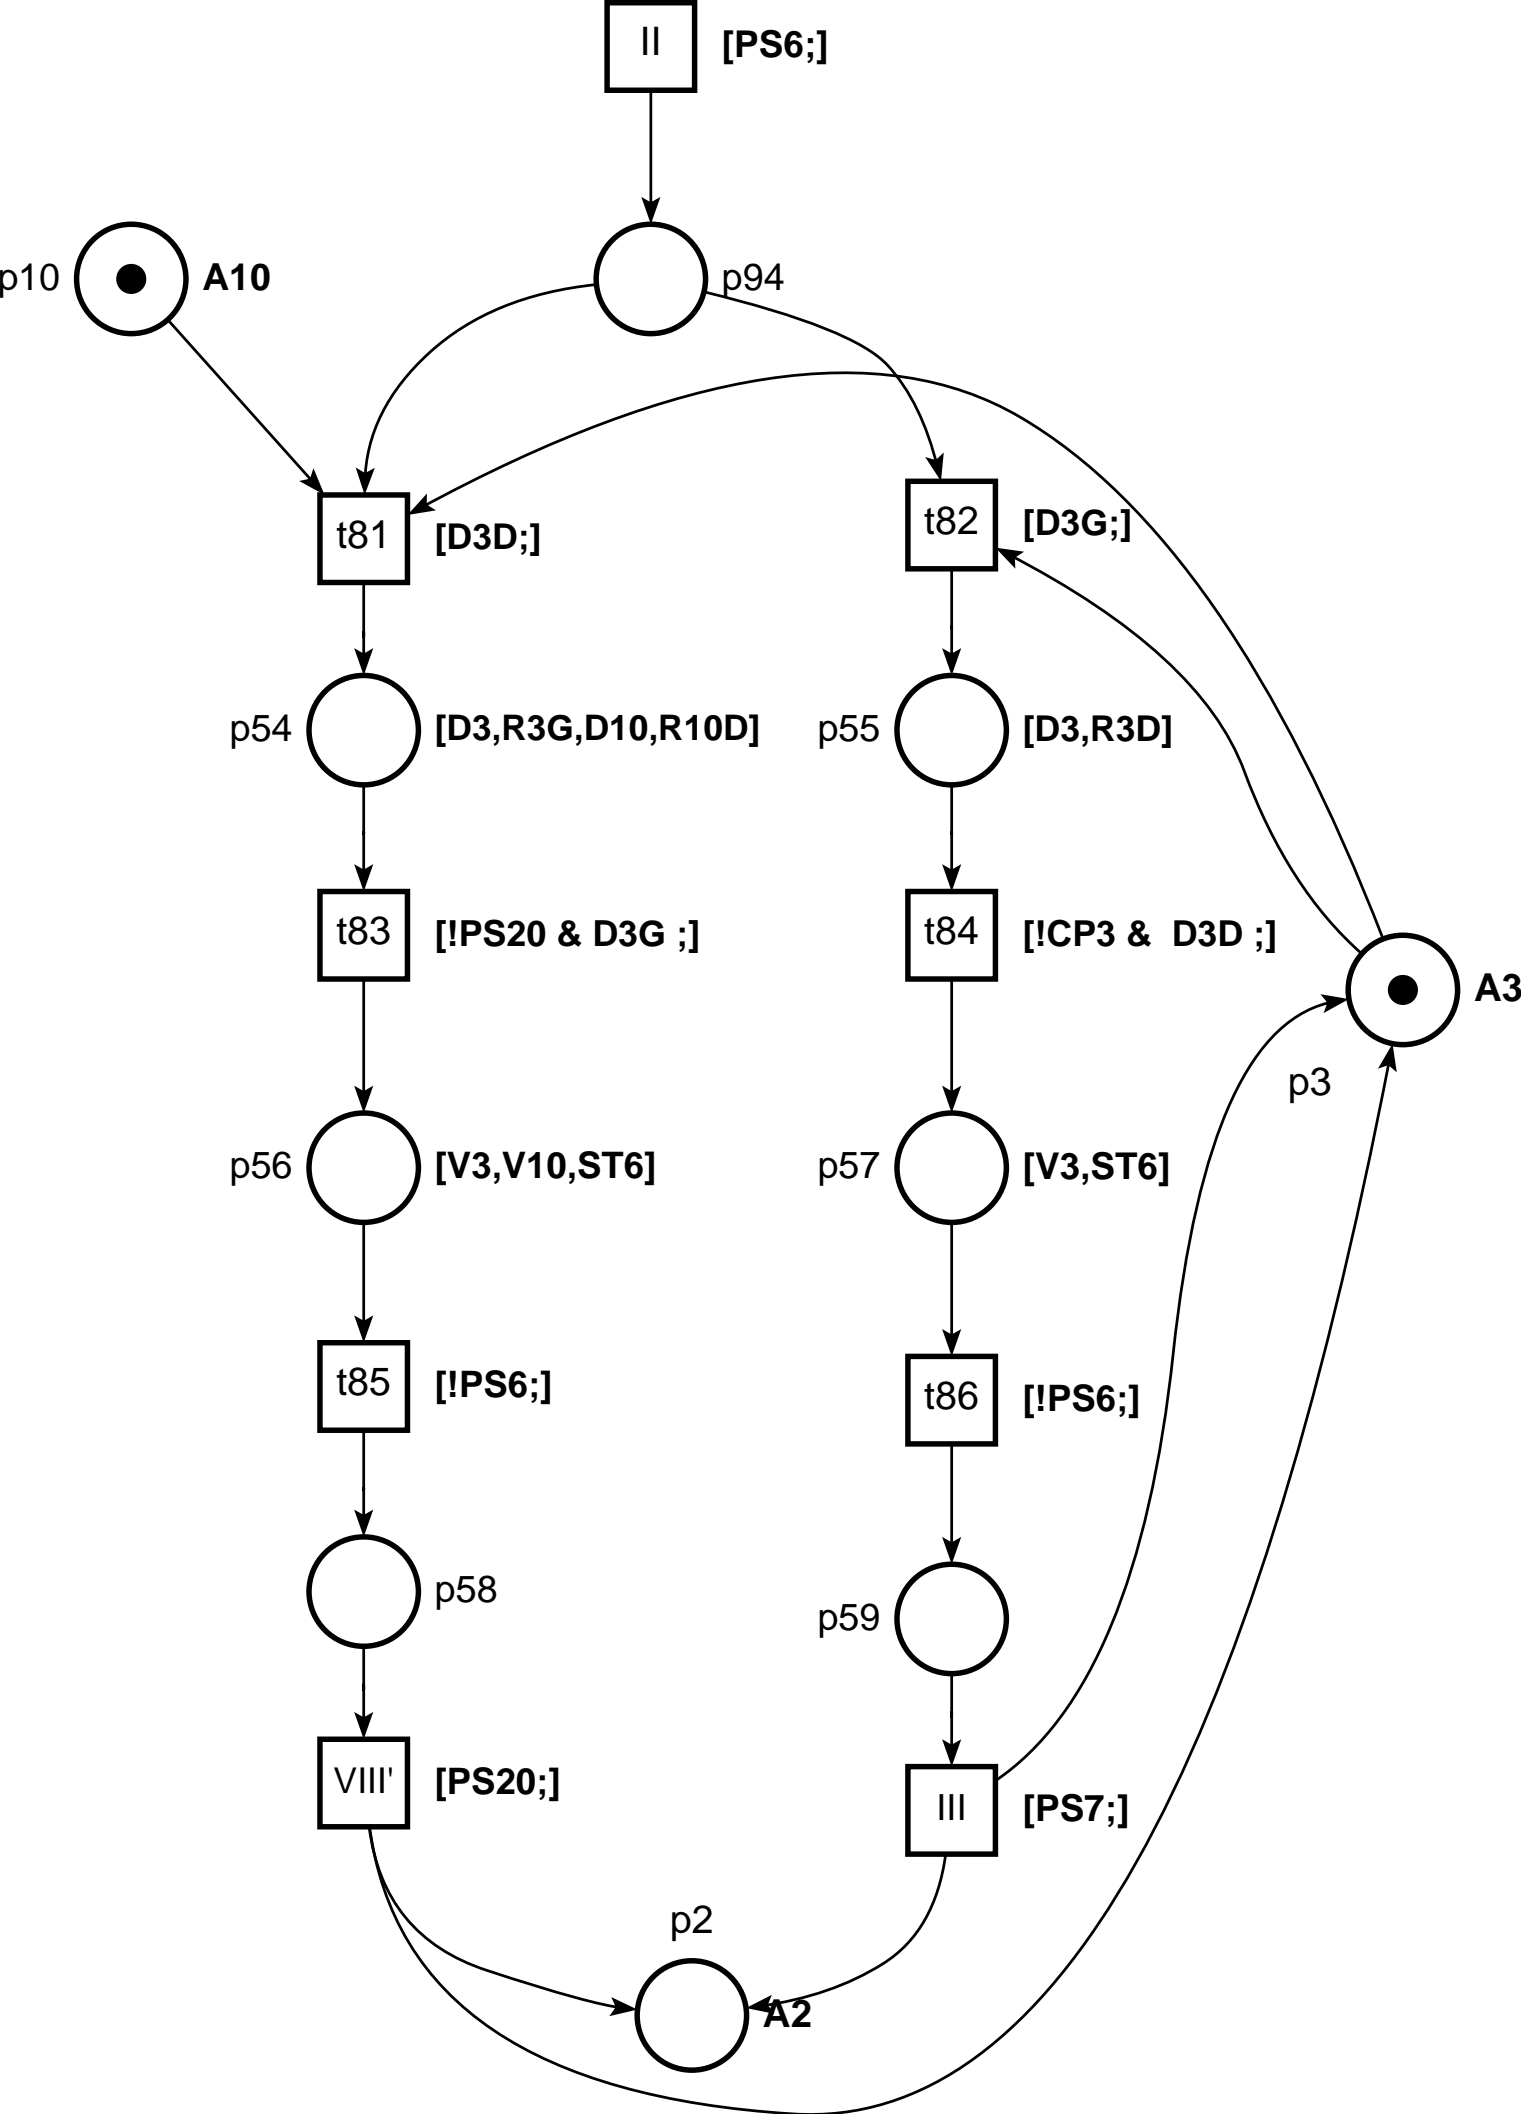 II [PS6;]
p10 A10 p94
t81 [D3D;] t82 [D3G;]
p54 [D3,R3G,D10,R10D] p55 [D3,R3D]
t83 [!PS20 & D3G ;] t84 [!CP3 & D3D ;]
A3
p3
p56 [V3,V10,ST6] p57 [V3,ST6]
t85 [!PS6;] t86 [!PS6;]
p58 p59
VIII' [PS20;] III [PS7;]
p2
A2